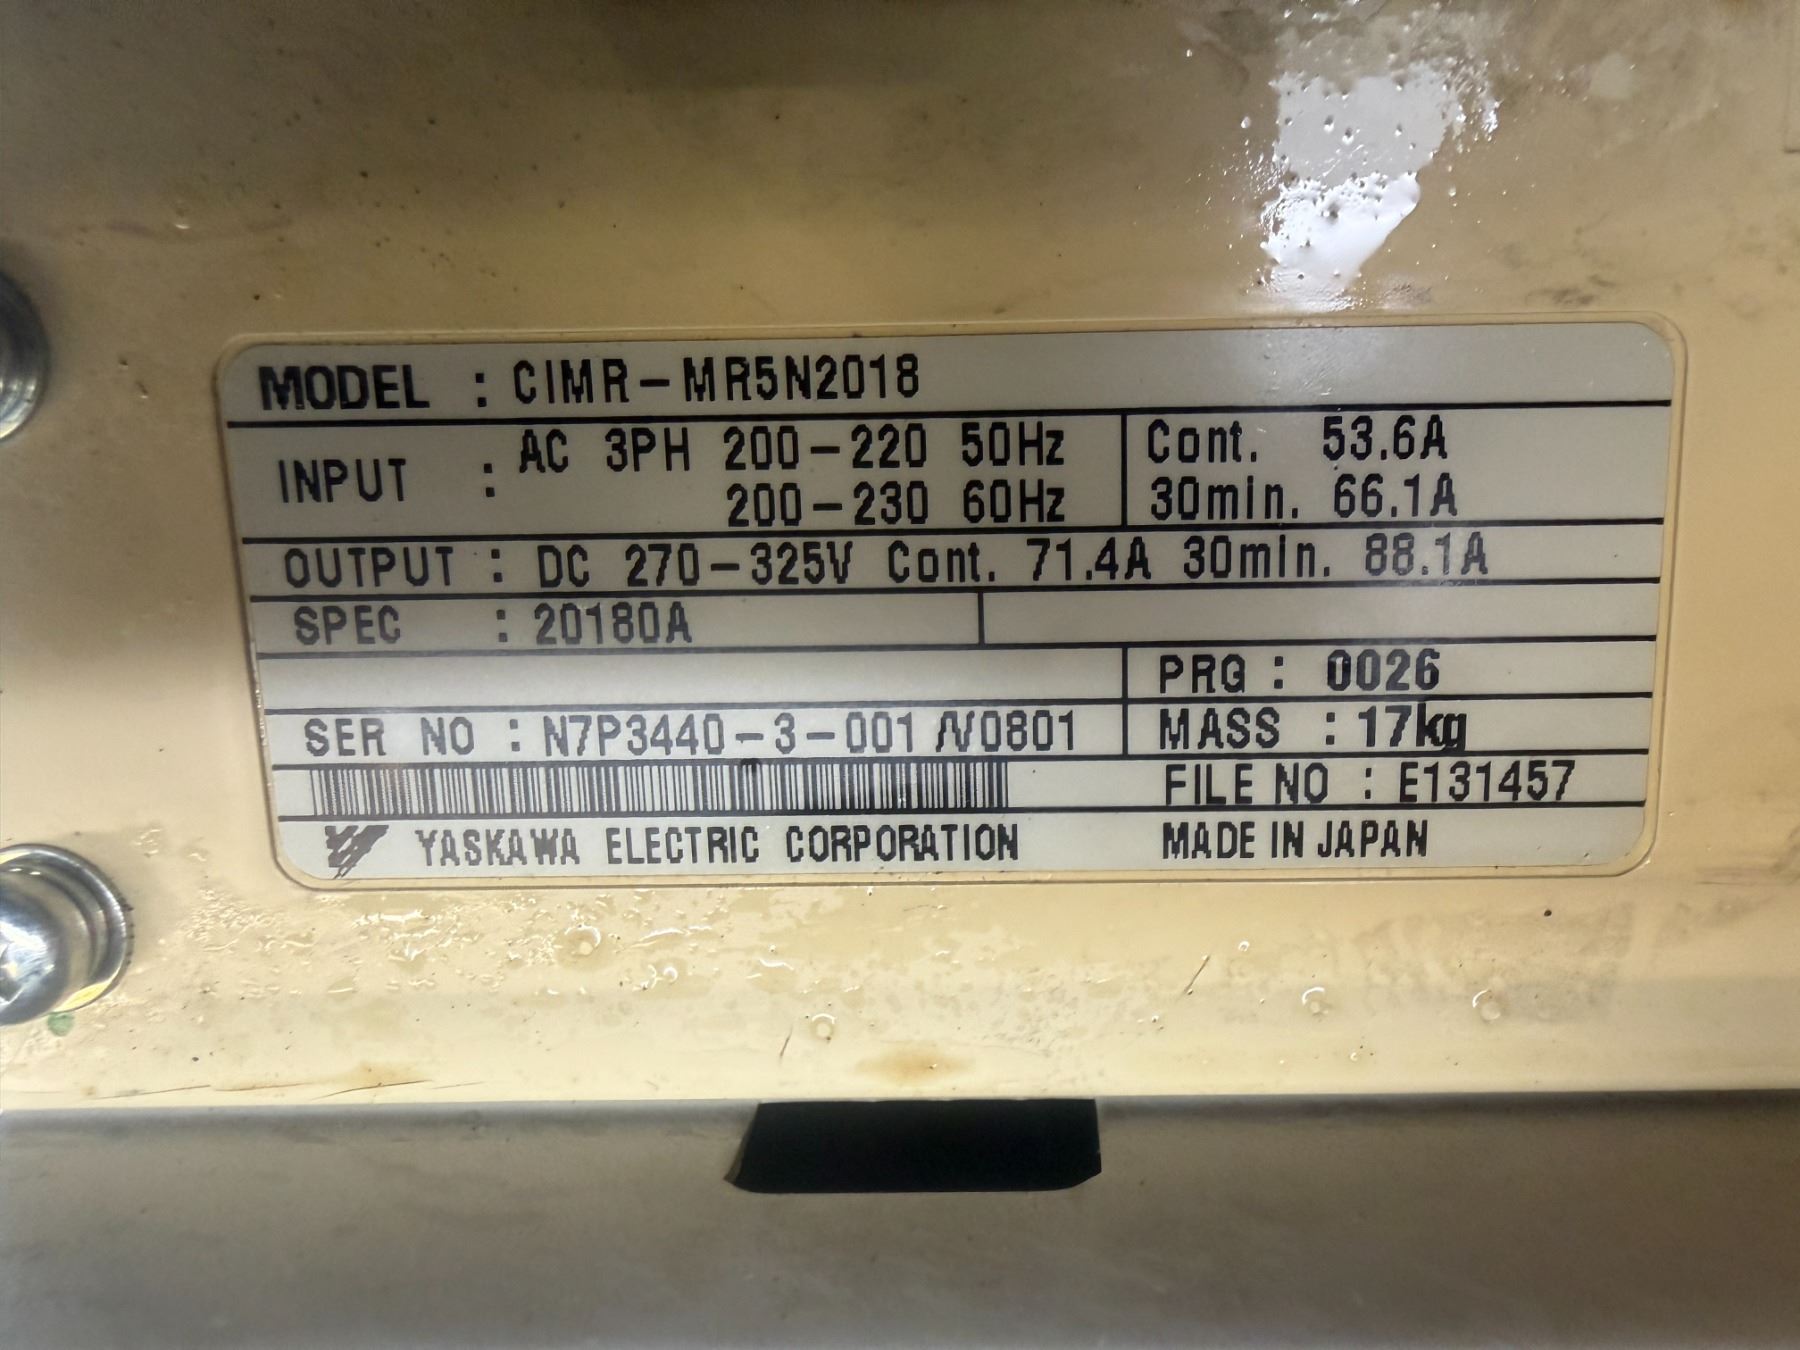 MODEL : CIMR-MR5N2018
INPUT : AC 3PH 200-220 50Hz Cont. 53.6A
200-230 60Hz 30min. 66.1A
OUTPUT : DC 270-325V Cont. 71.4A 30min. 88.1A
SPEC : 20180A
PRG : 0026
SER NO : N7P3440-3-001 /V0801 MASS : 17kg
FILE NO : E131457
YASKAWA ELECTRIC CORPORATION MADE IN JAPAN